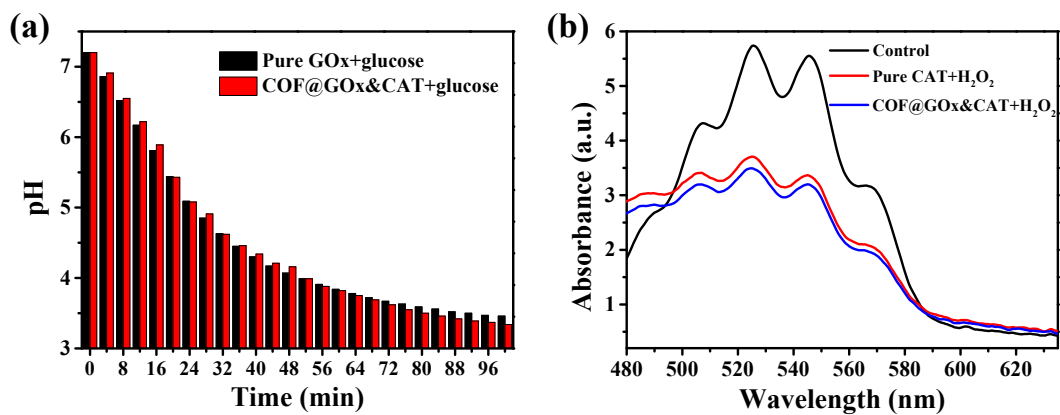 (a)
Pure GOx+glucose
COF@GOx&CAT+glucose
7
6
5
4
3
pH
0 8 16 24 32 40 48 56 64 72 80 88 96
Time (min)
(b)
Control
Pure CAT+H₂O₂
COF@GOx&CAT+H₂O₂
6
5
4
3
2
1
Absorbance (a.u.)
480 500 520 540 560 580 600 620
Wavelength (nm)